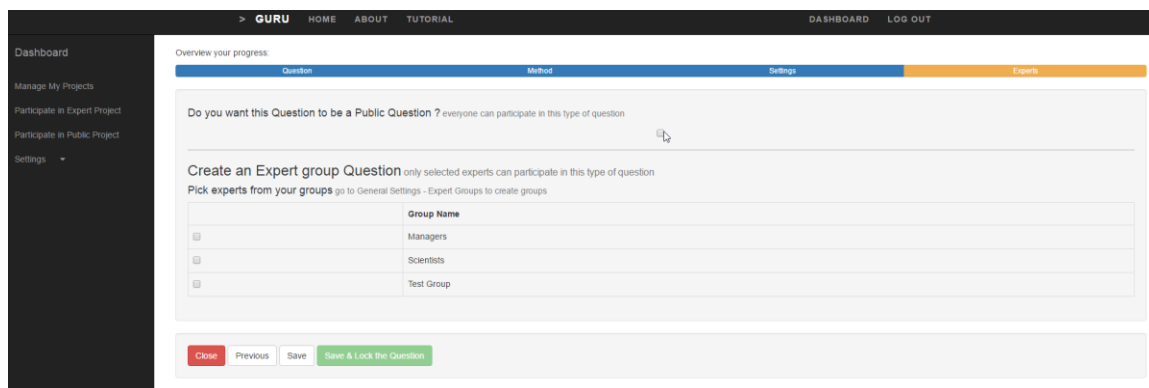 > GURU HOME ABOUT TUTORIAL DASHBOARD LOG OUT
Dashboard
Manage My Projects
Participate in Expert Project
Participate in Public Project
Settings
Overview your progress:
Question Method Settings Experts
Do you want this Question to be a Public Question ? everyone can participate in this type of question
Create an Expert group Question only selected experts can participate in this type of question
Pick experts from your groups go to General Settings - Expert Groups to create groups
Group Name
Managers
Scientists
Test Group
Close Previous Save Save & Lock the Question